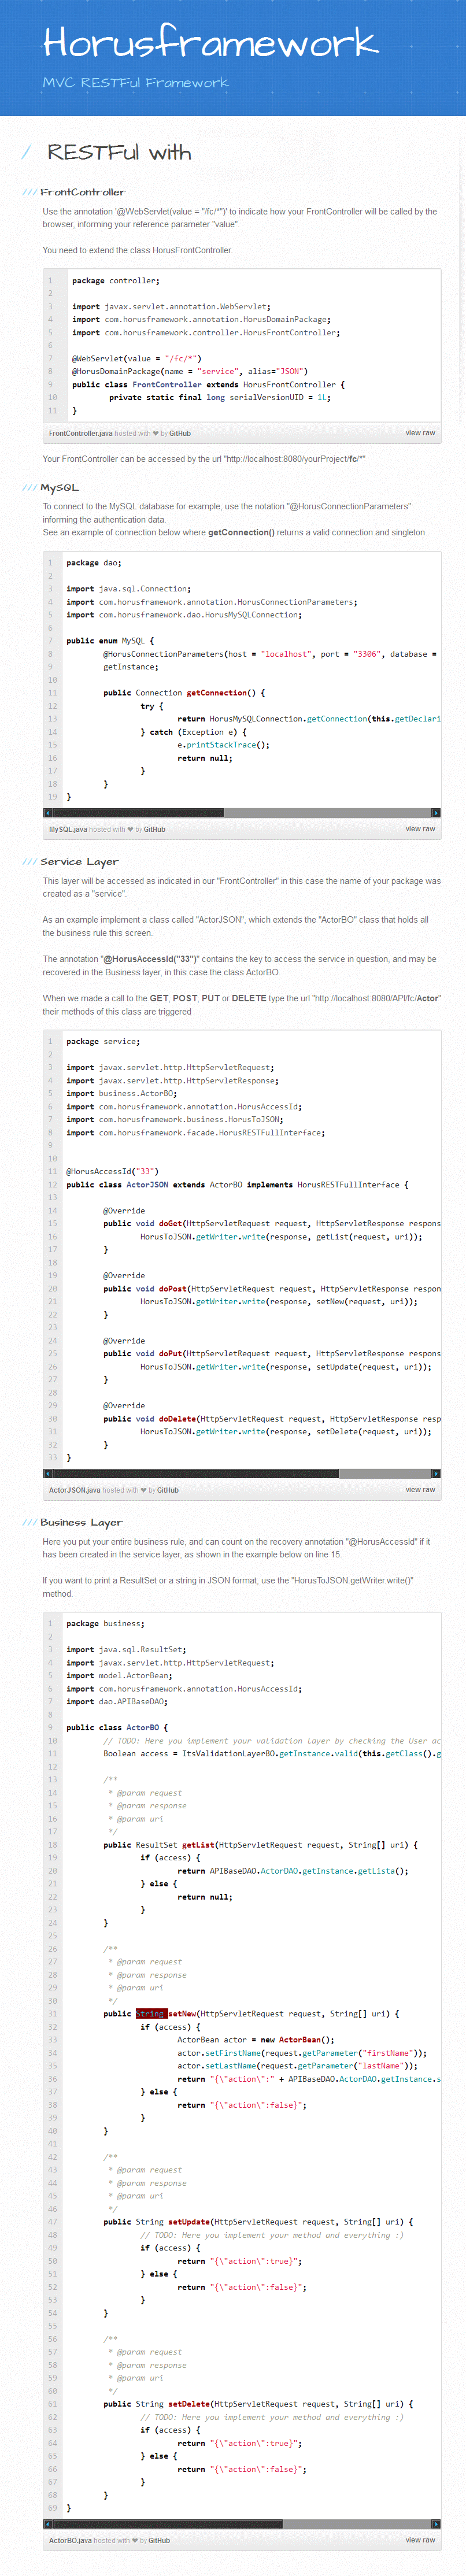 Horusframework
MVC RESTFul Framework
/ RESTFul with
/// FrontController
Use the annotation '@WebServlet(value = "/fc/*")' to indicate how your FrontController will be called by the
browser, informing your reference parameter "value".
You need to extend the class HorusFrontController.
1 package controller;
2
3 import javax.servlet.annotation.WebServlet;
4 import com.horusframework.annotation.HorusDomainPackage;
5 import com.horusframework.controller.HorusFrontController;
6
7 @WebServlet(value = "/fc/*")
8 @HorusDomainPackage(name = "service", alias="JSON")
9 public class FrontController extends HorusFrontController {
10 private static final long serialVersionUID = 1L;
11 }
FrontController.java hosted with ❤ by GitHub view raw
Your FrontController can be accessed by the url "http://localhost:8080/yourProject/fc/*"
/// MySQL
To connect to the MySQL database for example, use the notation "@HorusConnectionParameters"
informing the authentication data.
See an example of connection below where getConnection() returns a valid connection and singleton
1 package dao;
2
3 import java.sql.Connection;
4 import com.horusframework.annotation.HorusConnectionParameters;
5 import com.horusframework.dao.HorusMySQLConnection;
6
7 public enum MySQL {
8 @HorusConnectionParameters(host = "localhost", port = "3306", database =
9 getInstance;
10
11 public Connection getConnection() {
12 try {
13 return HorusMySQLConnection.getConnection(this.getDeclari
14 } catch (Exception e) {
15 e.printStackTrace();
16 return null;
17 }
18 }
19 }
MySQL.java hosted with ❤ by GitHub view raw
/// Service Layer
This layer will be accessed as indicated in our "FrontController" in this case the name of your package was
created as a "service".
As an example implement a class called "ActorJSON", which extends the "ActorBO" class that holds all
the business rule this screen.
The annotation "@HorusAccessId("33")" contains the key to access the service in question, and may be
recovered in the Business layer, in this case the class ActorBO.
When we made a call to the GET, POST, PUT or DELETE type the url "http://localhost:8080/API/fc/Actor"
their methods of this class are triggered
1 package service;
2
3 import javax.servlet.http.HttpServletRequest;
4 import javax.servlet.http.HttpServletResponse;
5 import business.ActorBO;
6 import com.horusframework.annotation.HorusAccessId;
7 import com.horusframework.business.HorusToJSON;
8 import com.horusframework.facade.HorusRESTFullInterface;
9
10
11 @HorusAccessId("33")
12 public class ActorJSON extends ActorBO implements HorusRESTFullInterface {
13
14 @Override
15 public void doGet(HttpServletRequest request, HttpServletResponse respons
16 HorusToJSON.getWriter.write(response, getList(request, uri));
17 }
18
19 @Override
20 public void doPost(HttpServletRequest request, HttpServletResponse respon
21 HorusToJSON.getWriter.write(response, setNew(request, uri));
22 }
23
24 @Override
25 public void doPut(HttpServletRequest request, HttpServletResponse respons
26 HorusToJSON.getWriter.write(response, setUpdate(request, uri));
27 }
28
29 @Override
30 public void doDelete(HttpServletRequest request, HttpServletResponse resp
31 HorusToJSON.getWriter.write(response, setDelete(request, uri));
32 }
33 }
ActorJSON.java hosted with ❤ by GitHub view raw
/// Business Layer
Here you put your entire business rule, and can count on the recovery annotation "@HorusAccessId" if it
has been created in the service layer, as shown in the example below on line 15.
If you want to print a ResultSet or a string in JSON format, use the "HorusToJSON.getWriter.write()"
method.
1 package business;
2
3 import java.sql.ResultSet;
4 import javax.servlet.http.HttpServletRequest;
5 import model.ActorBean;
6 import com.horusframework.annotation.HorusAccessId;
7 import dao.APIBaseDAO;
8
9 public class ActorBO {
10 // TODO: Here you implement your validation layer by checking the User ac
11 Boolean access = ItsValidationLayerBO.getInstance.valid(this.getClass().g
12
13 /**
14 * @param request
15 * @param response
16 * @param uri
17 */
18 public ResultSet getList(HttpServletRequest request, String[] uri) {
19 if (access) {
20 return APIBaseDAO.ActorDAO.getInstance.getLista();
21 } else {
22 return null;
23 }
24 }
25
26 /**
27 * @param request
28 * @param response
29 * @param uri
30 */
31 public String setNew(HttpServletRequest request, String[] uri) {
32 if (access) {
33 ActorBean actor = new ActorBean();
34 actor.setFirstName(request.getParameter("firstName"));
35 actor.setLastName(request.getParameter("lastName"));
36 return "{\"action\":" + APIBaseDAO.ActorDAO.getInstance.s
37 } else {
38 return "{\"action\":false}";
39 }
40 }
41
42 /**
43 * @param request
44 * @param response
45 * @param uri
46 */
47 public String setUpdate(HttpServletRequest request, String[] uri) {
48 // TODO: Here you implement your method and everything :)
49 if (access) {
50 return "{\"action\":true}";
51 } else {
52 return "{\"action\":false}";
53 }
54 }
55
56 /**
57 * @param request
58 * @param response
59 * @param uri
60 */
61 public String setDelete(HttpServletRequest request, String[] uri) {
62 // TODO: Here you implement your method and everything :)
63 if (access) {
64 return "{\"action\":true}";
65 } else {
66 return "{\"action\":false}";
67 }
68 }
69 }
ActorBO.java hosted with ❤ by GitHub view raw